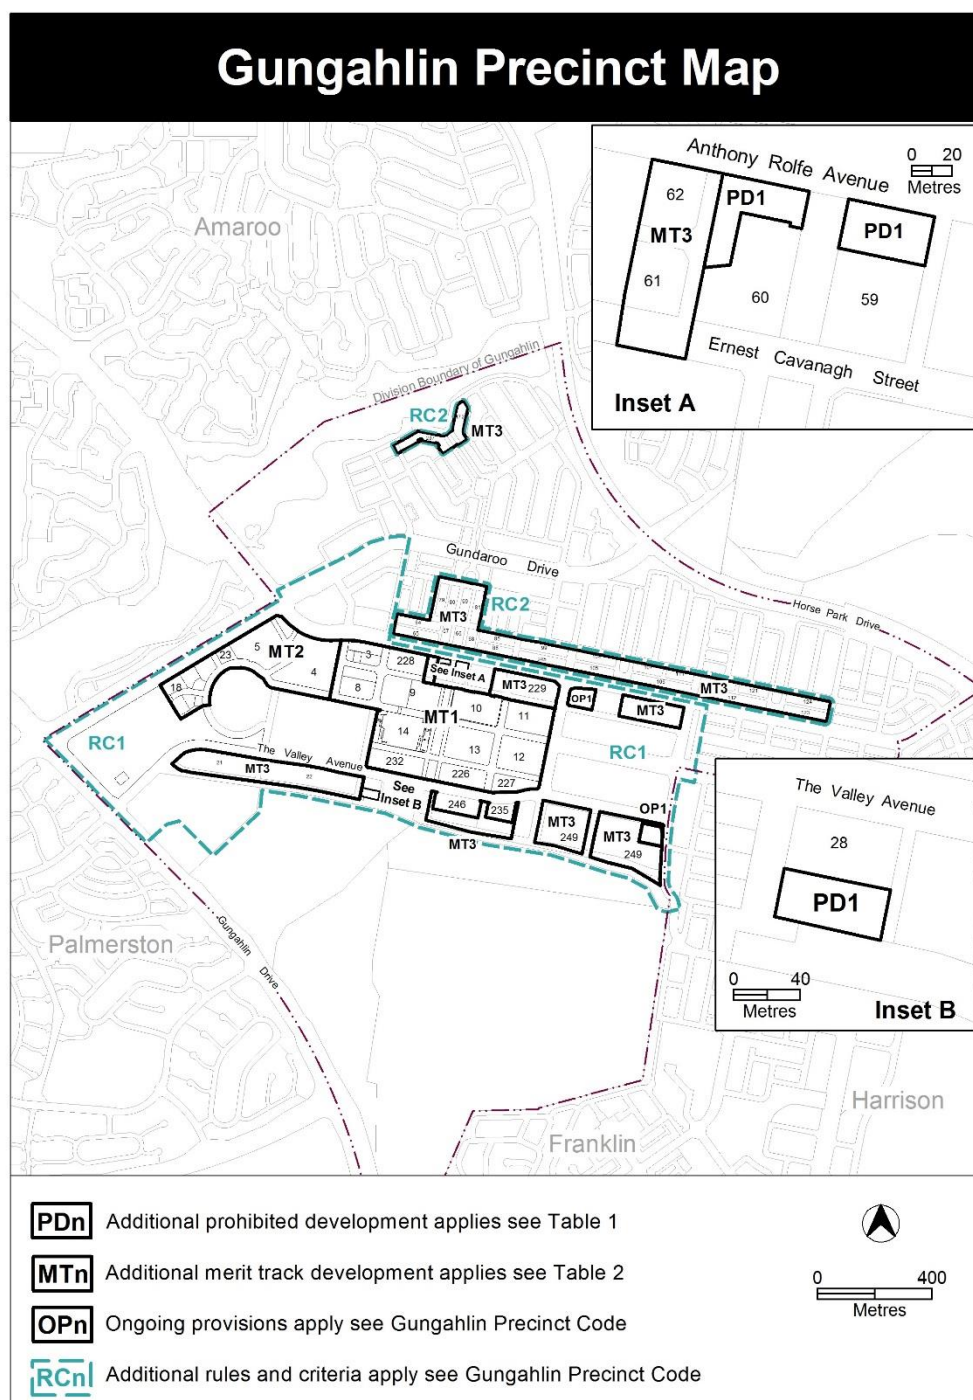 Gungahlin Precinct Map
Anthony Rolfe Avenue
0 20
Metres
62
PD1
MT3
PD1
61
60
59
Ernest Cavanagh Street
Inset A
Amaroo
Division Boundary of Gungahlin
RC2
MT3
Gundaroo Drive
RC2
MT3
Horse Park Drive
MT2
5
23
4
18
3
228
See Inset A
8
9
MT3
229
OP1
MT3
MT3
10
11
MT1
14
13
12
RC1
RC1
The Valley Avenue
232
226
227
21
MT3
22
See
Inset B
246
235
MT3
MT3
249
OP1
MT3
249
The Valley Avenue
28
PD1
0 40
Metres
Inset B
Palmerston
Gungahlin Drive
Harrison
Franklin
PDn Additional prohibited development applies see Table 1
MTn Additional merit track development applies see Table 2
OPn Ongoing provisions apply see Gungahlin Precinct Code
RCn Additional rules and criteria apply see Gungahlin Precinct Code
0 400
Metres